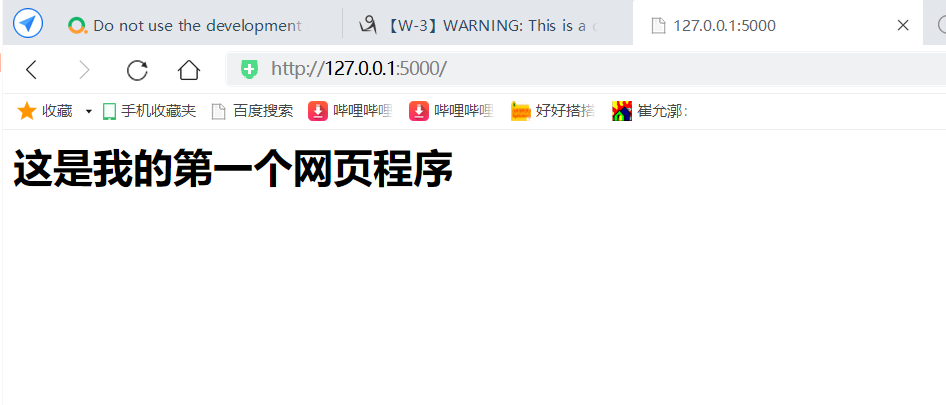 Do not use the development 【W-3】WARNING: This is a 127.0.0.1:5000
http://127.0.0.1:5000/
收藏 手机收藏夹 百度搜索 哔哩哔哩 哔哩哔哩 好好搭搭 崔允廓:
这是我的第一个网页程序